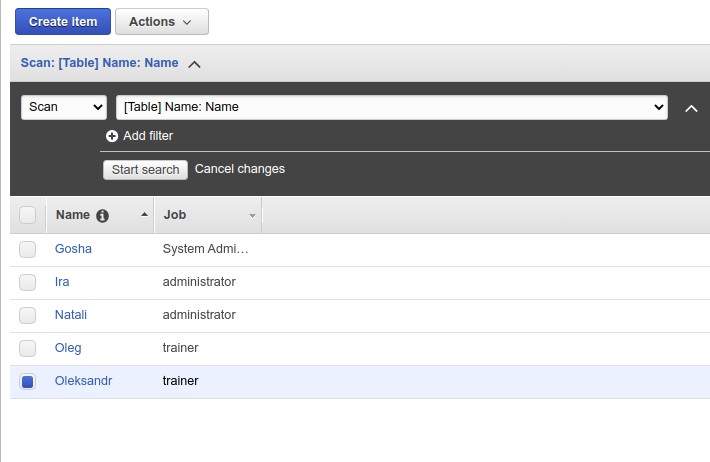 Create item Actions
Scan: [Table] Name: Name
Scan [Table] Name: Name
Add filter
Start search Cancel changes
Name Job
Gosha System Admi...
Ira administrator
Natali administrator
Oleg trainer
Oleksandr trainer